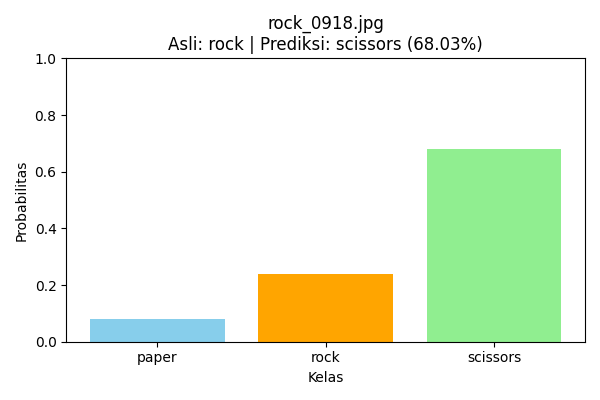 rock_0918.jpg
Asli: rock | Prediksi: scissors (68.03%)
1.0
0.8
0.6
0.4
0.2
0.0
Probabilitas
paper rock scissors
Kelas